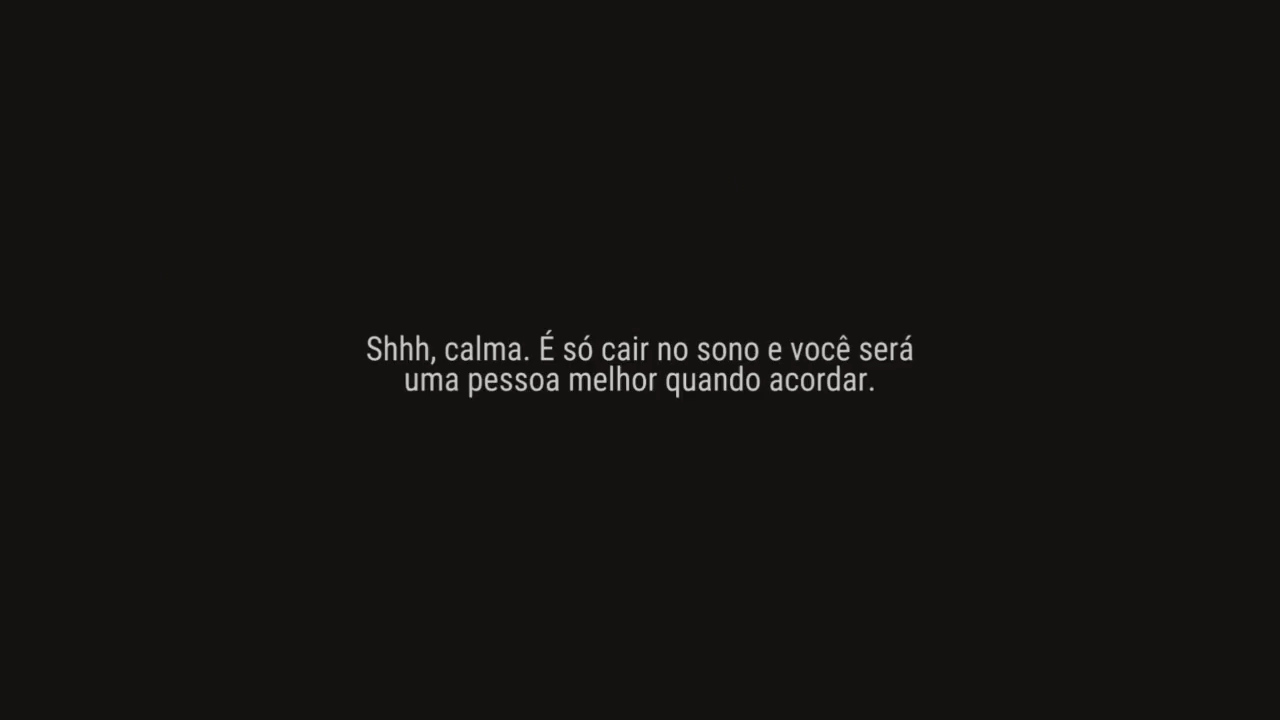 Shhh, calma. É só cair no sono e você será
uma pessoa melhor quando acordar.